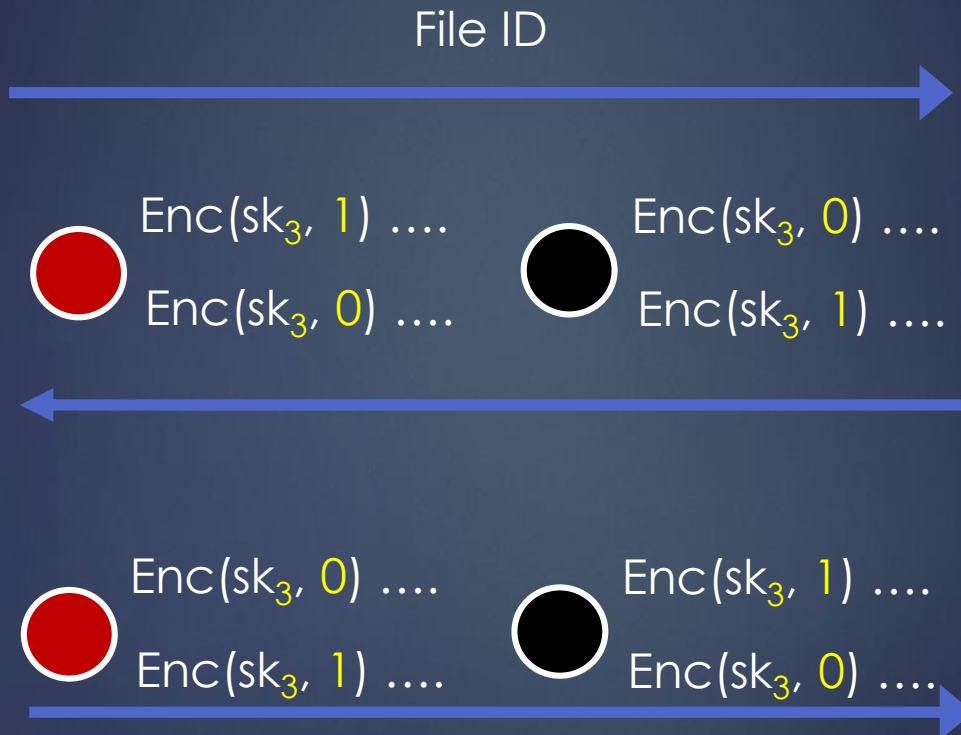 File ID
Enc(sk₃, 1) .... Enc(sk₃, 0) ....
Enc(sk₃, 0) .... Enc(sk₃, 1) ....
Enc(sk₃, 0) .... Enc(sk₃, 1) ....
Enc(sk₃, 1) .... Enc(sk₃, 0) ....